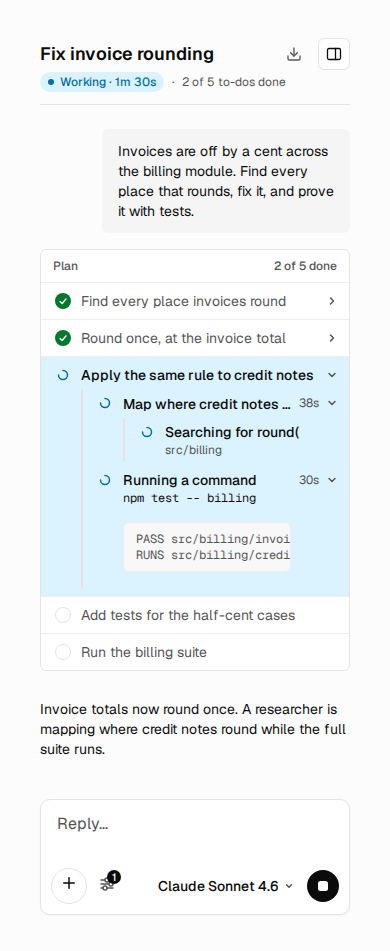 Fix invoice rounding
Working · 1m 30s · 2 of 5 to-dos done
Invoices are off by a cent across
the billing module. Find every
place that rounds, fix it, and prove
it with tests.
Plan 2 of 5 done
Find every place invoices round
Round once, at the invoice total
Apply the same rule to credit notes
Map where credit notes ... 38s
Searching for round(
src/billing
Running a command 30s
npm test -- billing
PASS src/billing/invoi
RUNS src/billing/credi
Add tests for the half-cent cases
Run the billing suite
Invoice totals now round once. A researcher is
mapping where credit notes round while the full
suite runs.
Reply...
1
Claude Sonnet 4.6